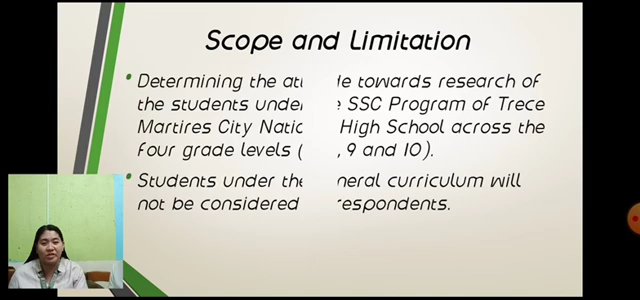 Scope and Limitation
Determining the towards research of
the students SSC Program of Trece
Martires City High School across the
four grade levels ( , 9 and 10).
Students under the curriculum will
not be considered respondents.